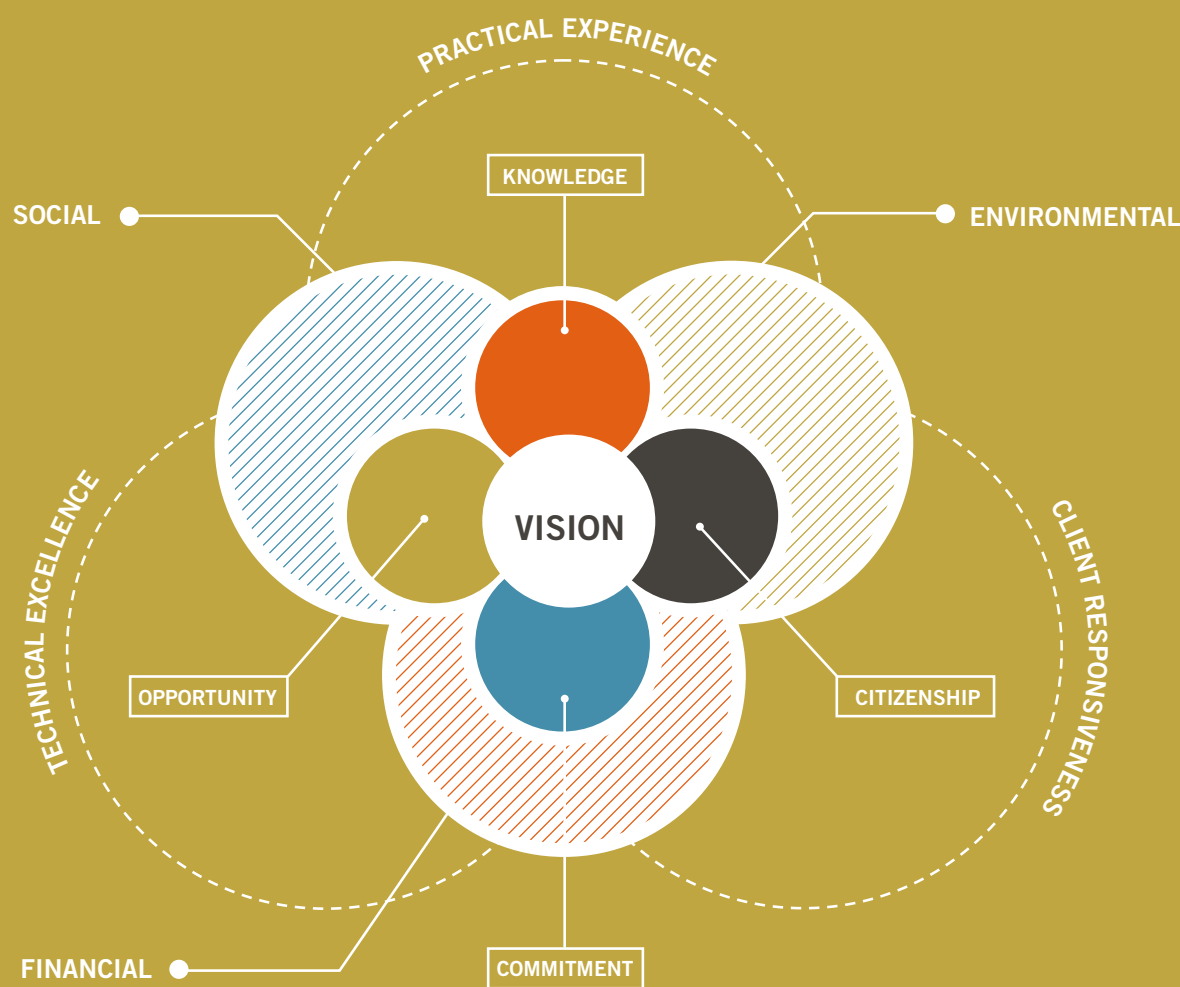 PRACTICAL EXPERIENCE
KNOWLEDGE
SOCIAL
ENVIRONMENTAL
TECHNICAL EXCELLENCE
VISION
CLIENT RESPONSIVENESS
OPPORTUNITY
CITIZENSHIP
FINANCIAL
COMMITMENT